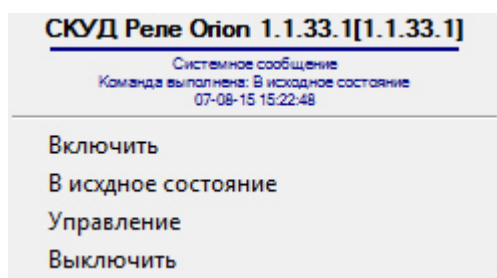 СКУД Реле Orion 1.1.33.1[1.1.33.1]
Системное сообщение
Команда выполнена: В исходное состояние
07-08-15 15:22:48
Включить
В исхдное состояние
Управление
Выключить